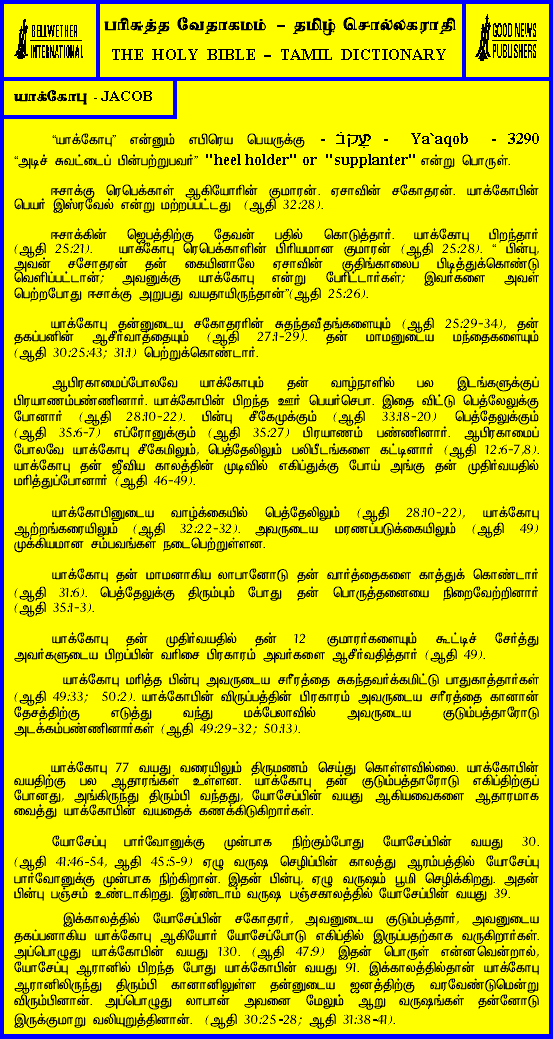 BELLWETHER
INTERNATIONAL
பரிசுத்த வேதாகமம் – தமிழ் சொல்லகராதி
THE HOLY BIBLE – TAMIL DICTIONARY
GOOD NEWS
PUBLISHERS
யாக்கோபு - JACOB
“யாக்கோபு” என்னும் எபிரெய பெயருக்கு - יַעֲקֹב - Ya`aqob - 3290
“அடிச் சுவட்டைப் பின்பற்றுபவர்” "heel holder" or "supplanter" என்று பொருள்.
ஈசாக்கு ரெபெக்காள் ஆகியோரின் குமாரன். ஏசாவின் சகோதரன். யாக்கோபின்
பெயர் இஸ்ரவேல் என்று மற்றப்பட்டது (ஆதி 32:28).
ஈசாக்கின் ஜெபத்திற்கு தேவன் பதில் கொடுத்தார். யாக்கோபு பிறந்தார்
(ஆதி 25:21). யாக்கோபு ரெபெக்காளின் பிரியமான குமாரன் (ஆதி 25:28). “ பின்பு,
அவன் சகோதரன் தன் கையினாலே ஏசாவின் குதிங்காலைப் பிடித்துக்கொண்டு
வெளிப்பட்டான்; அவனுக்கு யாக்கோபு என்று பேரிட்டார்கள்; இவர்களை அவள்
பெற்றபோது ஈசாக்கு அறுபது வயதாயிருந்தான்”(ஆதி 25:26).
யாக்கோபு தன்னுடைய சகோதரரின் சுதந்தவீதங்களையும் (ஆதி 25:29-34), தன்
தகப்பனின் ஆசீர்வாத்தையும் (ஆதி 27:1-29). தன் மாமனுடைய மந்தைகளையும்
(ஆதி 30:25:43; 31:1) பெற்றுக்கொண்டார்.
ஆபிரகாமைப்போலவே யாக்கோபும் தன் வாழ்நாளில் பல இடங்களுக்குப்
பிரயாணம்பண்ணினார். யாக்கோபின் பிறந்த ஊர் பெயர்செபா. இதை விட்டு பெத்லேலுக்கு
போனார் (ஆதி 28:10-22). பின்பு சீகேமுக்கும் (ஆதி 33:18-20) பெத்தேலுக்கும்
(ஆதி 35:6-7) எப்ரோனுக்கும் (ஆதி 35:27) பிரயாணம் பண்ணினார். ஆபிரகாமைப்
போலவே யாக்கோபு சீகேமிலும், பெத்தேலிலும் பலிபீடங்களை கட்டினார் (ஆதி 12:6-7,8).
யாக்கோபு தன் ஜீவிய காலத்தின் முடிவில் எகிப்துக்கு போய் அங்கு தன் முதிர்வயதில்
மரித்துப்போனார் (ஆதி 46-49).
யாக்கோபினுடைய வாழ்க்கையில் பெத்தேலிலும் (ஆதி 28:10-22), யாக்கோபு
ஆற்றங்கரையிலும் (ஆதி 32:22-32). அவருடைய மரணப்படுக்கையிலும் (ஆதி 49)
முக்கியமான சம்பவங்கள் நடைபெற்றுள்ளன.
யாக்கோபு தன் மாமனாகிய லாபானோடு தன் வார்த்தைகளை காத்துக் கொண்டார்
(ஆதி 31:6). பெத்தேலுக்கு திரும்பும் போது தன் பொருத்தனையை நிறைவேற்றினார்
(ஆதி 35:1-3).
யாக்கோபு தன் முதிர்வயதில் தன் 12 குமாரர்களையும் கூட்டிச் சேர்த்து
அவர்களுடைய பிறப்பின் வரிசை பிரகாரம் அவர்களை ஆசீர்வதித்தார் (ஆதி 49).
யாக்கோபு மரித்த பின்பு அவருடைய சரீரத்தை சுகந்தவர்க்கமிட்டு பாதுகாத்தார்கள்
(ஆதி 49:33; 50:2). யாக்கோபின் விருப்பத்தின் பிரகாரம் அவருடைய சரீரத்தை கானான்
தேசத்திற்கு எடுத்து வந்து மக்பேலாவில் அவருடைய குடும்பத்தாரோடு
அடக்கம்பண்ணினார்கள் (ஆதி 49:29-32; 50:13).
யாக்கோபு 77 வயது வரையிலும் திருமணம் செய்து கொள்ளவில்லை. யாக்கோபின்
வயதிற்கு பல ஆதாரங்கள் உள்ளன. யாக்கோபு தன் குடும்பத்தாரோடு எகிப்திற்குப்
போனது, அங்கிருந்து திரும்பி வந்தது, யோசேப்பின் வயது ஆகியவைகளை ஆதாரமாக
வைத்து யாக்கோபின் வயதைக் கணக்கிடுகிறார்கள்.
யோசேப்பு பார்வோனுக்கு முன்பாக நிற்கும்போது யோசேப்பின் வயது 30.
(ஆதி 41:46-54, ஆதி 45:5-9) ஏழு வருஷ செழிப்பின் காலத்து ஆரம்பத்தில் யோசேப்பு
பார்வோனுக்கு முன்பாக நிற்கிறான். இதன் பின்பு, ஏழு வருஷம் பூமி செழிக்கிறது. அதன்
பின்பு பஞ்சம் உண்டாகிறது. இரண்டாம் வருஷ பஞ்சகாலத்தில் யோசேப்பின் வயது 39.
இக்காலத்தில் யோசேப்பின் சகோதரர், அவனுடைய குடும்பத்தார், அவனுடைய
தகப்பனாகிய யாக்கோபு ஆகியோர் யோசேப்போடு எகிப்தில் இருப்பதற்காக வருகிறார்கள்.
அப்பொழுது யாக்கோபின் வயது 130. (ஆதி 47:9) இதன் பொருள் என்னவென்றால்,
யோசேப்பு ஆரானில் பிறந்த போது யாக்கோபின் வயது 91. இக்காலத்தில்தான் யாக்கோபு
ஆரானிலிருந்து திரும்பி கானானிலுள்ள தன்னுடைய ஜனத்திற்கு வரவேண்டுமென்று
விரும்பினான். அப்பொழுது லாபான் அவனை மேலும் ஆறு வருஷங்கள் தன்னோடு
இருக்குமாறு வலியுறுத்தினான். (ஆதி 30:25-28; ஆதி 31:38-41).